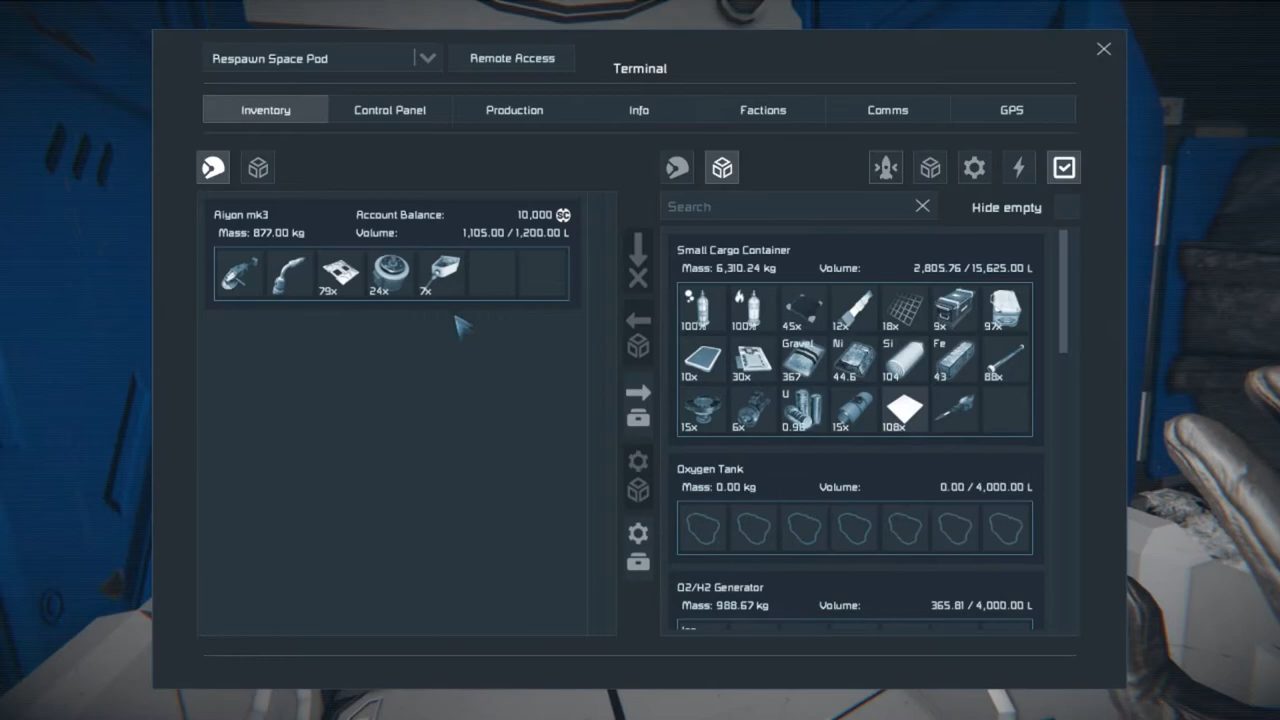 Respawn Space Pod
Remote Access
Terminal
Inventory
Control Panel
Production
Info
Factions
Comms
GPS
Search
Hide empty
Aiyon mk3
Account Balance: 10,000 SC
Mass: 877.00 kg
Volume: 1,105.00 / 1,200.00 L
79x
24x
7x
Small Cargo Container
Mass: 6,310.24 kg
Volume: 2,805.76 / 15,625.00 L
100%
100%
45x
12x
18x
9x
97x
Gravel
Ni
Si
Fe
10x
30x
367
44.6
104
43
88x
U
15x
6x
15x
108x
Oxygen Tank
Mass: 0.00 kg
Volume: 0.00 / 4,000.00 L
O2/H2 Generator
Mass: 988.67 kg
Volume: 365.81 / 4,000.00 L